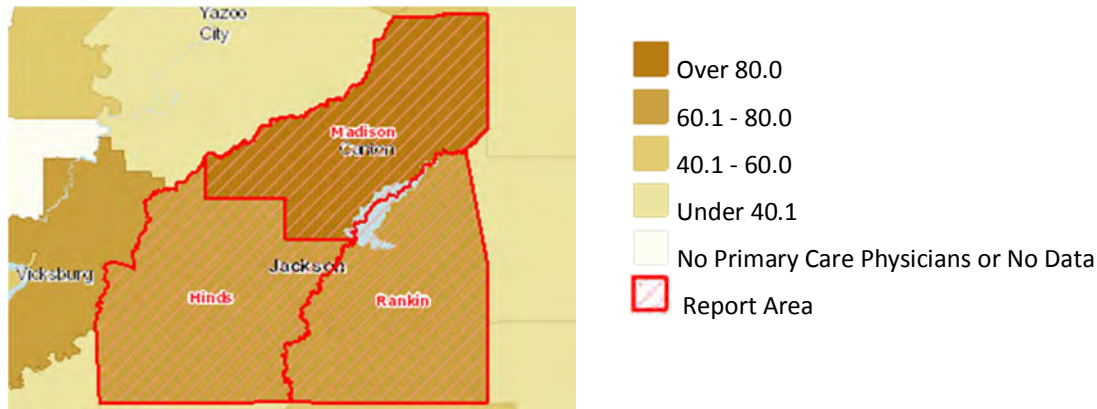 Yazoo
City
Madison
Canton
Jackson
Vicksburg
Hinds
Rankin
Over 80.0
60.1 - 80.0
40.1 - 60.0
Under 40.1
No Primary Care Physicians or No Data
Report Area